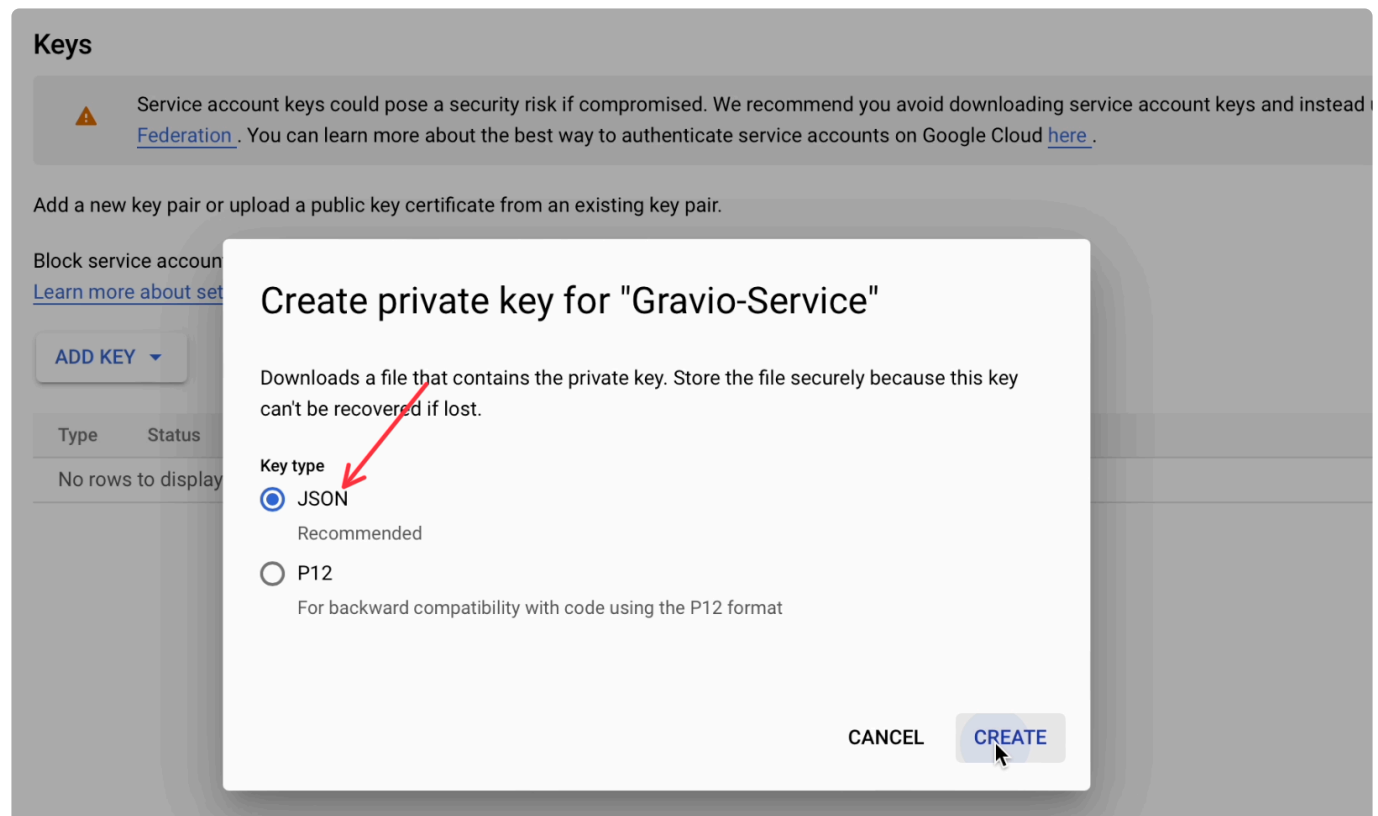 Keys
Service account keys could pose a security risk if compromised. We recommend you avoid downloading service account keys and instead
Federation . You can learn more about the best way to authenticate service accounts on Google Cloud here .
Add a new key pair or upload a public key certificate from an existing key pair.
Block service accoun
Learn more about set
ADD KEY
Type Status
No rows to display
Create private key for "Gravio-Service"
Downloads a file that contains the private key. Store the file securely because this key
can't be recovered if lost.
Key type
JSON
Recommended
P12
For backward compatibility with code using the P12 format
CANCEL CREATE